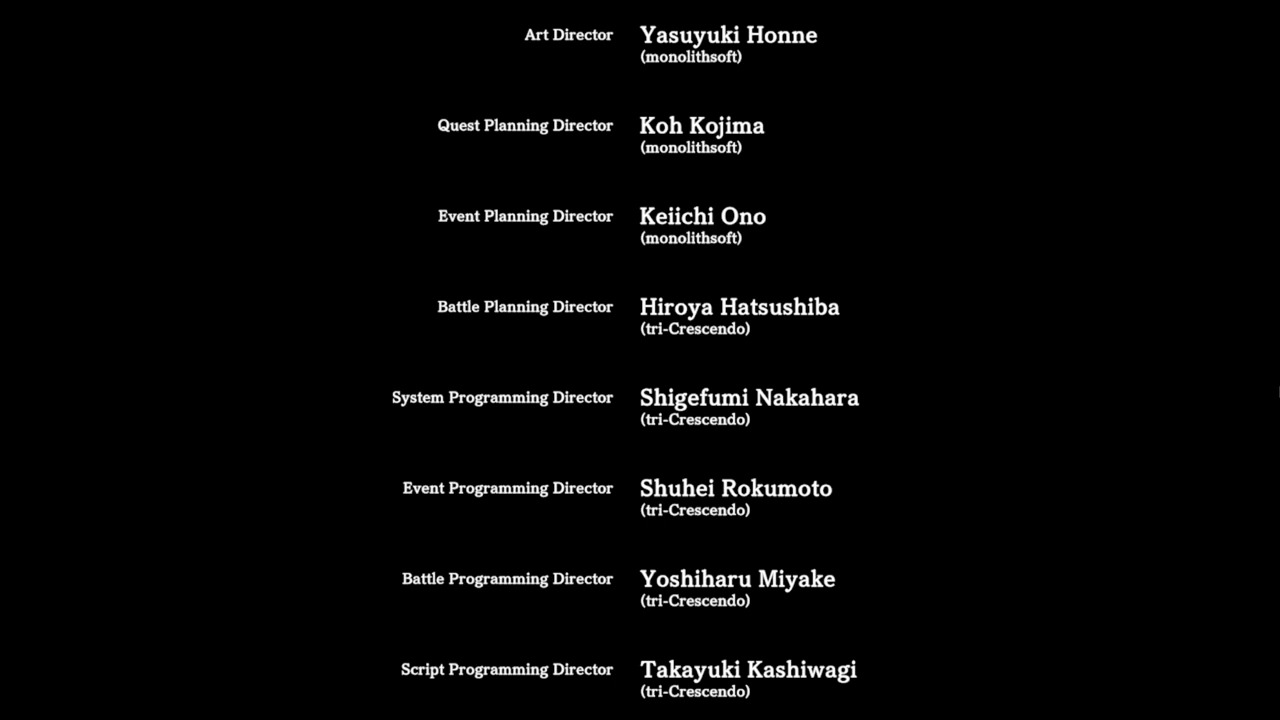 Art Director Yasuyuki Honne
(monolithsoft)
Quest Planning Director Koh Kojima
(monolithsoft)
Event Planning Director Keiichi Ono
(monolithsoft)
Battle Planning Director Hiroya Hatsushiba
(tri-Crescendo)
System Programming Director Shigefumi Nakahara
(tri-Crescendo)
Event Programming Director Shuhei Rokumoto
(tri-Crescendo)
Battle Programming Director Yoshiharu Miyake
(tri-Crescendo)
Script Programming Director Takayuki Kashiwagi
(tri-Crescendo)